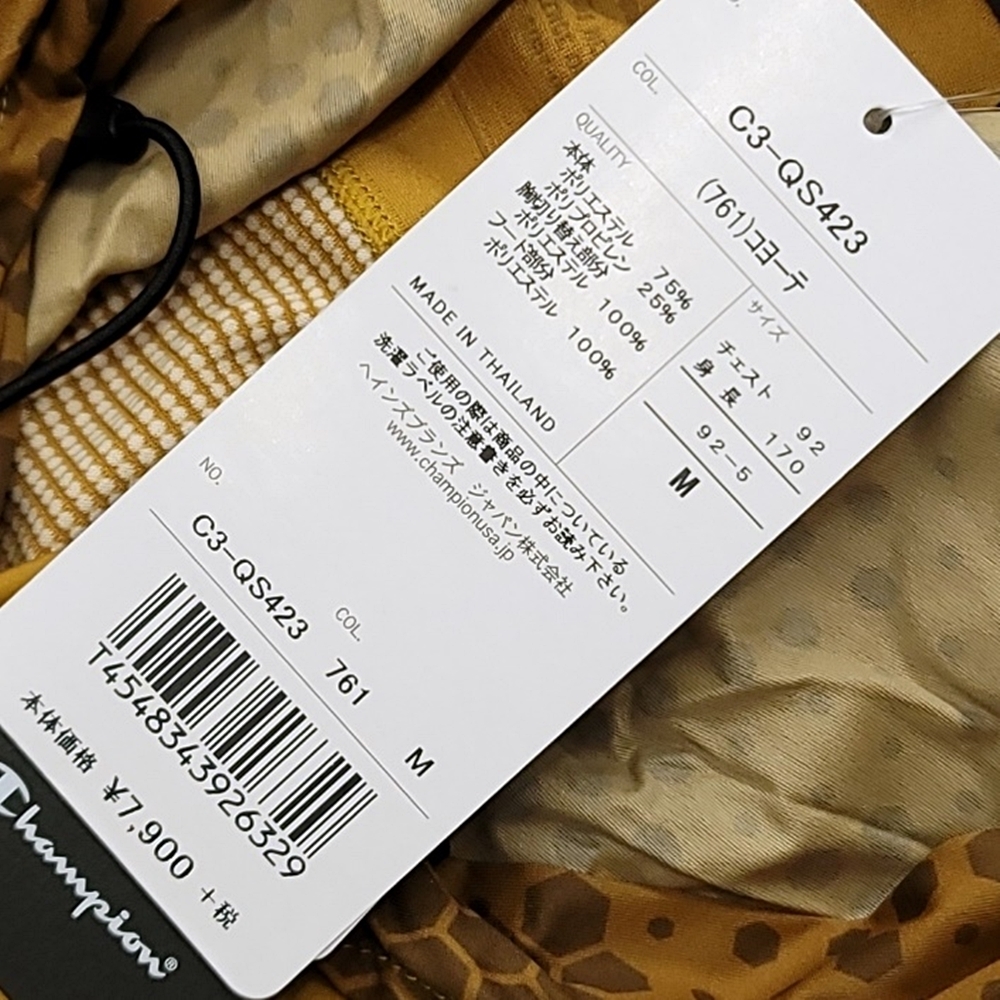 COL.
C3-QS423
(761)コヨーテ
QUALITY
本体
ポリエステル 75%
ポリプロピレン 25%
胸切り替え部分
ポリエステル 100%
フード部分
ポリエステル 100%
サイズ
チェスト 92
身長 170
92-5
M
MADE IN THAILAND
ご使用の際は商品の中についている
洗濯ラベルの注意書きを必ずお読み下さい。
ヘインズブランズ ジャパン株式会社
www.championusa.jp
NO.
C3-QS423
COL.
761
M
T4548343926329
本体価格 ¥7,900 +税
Champion®